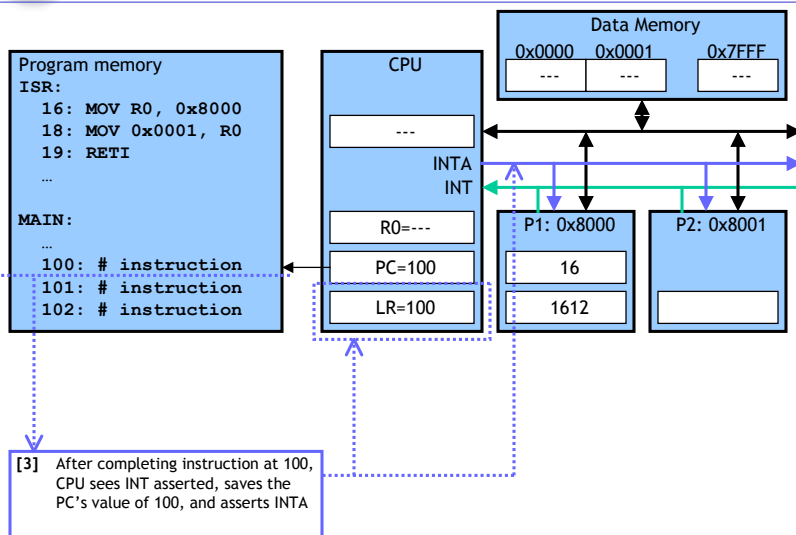 Data Memory
0x0000 0x0001 0x7FFF
--- --- ---
Program memory
ISR:
16: MOV R0, 0x8000
18: MOV 0x0001, R0
19: RETI
…
MAIN:
…
100: # instruction
101: # instruction
102: # instruction
CPU
---
INTA
INT
R0=---
PC=100
LR=100
P1: 0x8000
16
1612
P2: 0x8001
[3] After completing instruction at 100,
CPU sees INT asserted, saves the
PC’s value of 100, and asserts INTA